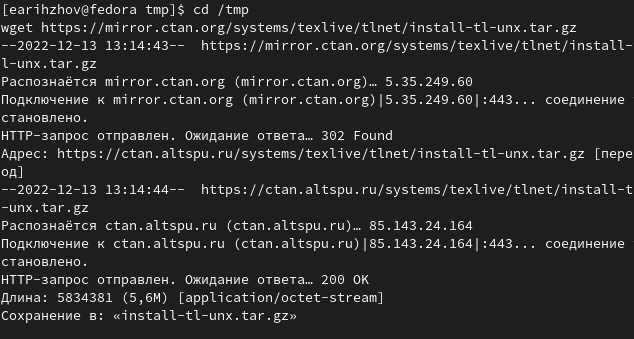 [earihzhov@fedora tmp]$ cd /tmp
wget https://mirror.ctan.org/systems/texlive/tlnet/install-tl-unx.tar.gz
--2022-12-13 13:14:43--  https://mirror.ctan.org/systems/texlive/tlnet/install-
l-unx.tar.gz
Распознаётся mirror.ctan.org (mirror.ctan.org)… 5.35.249.60
Подключение к mirror.ctan.org (mirror.ctan.org)|5.35.249.60|:443... соединение
становлено.
HTTP-запрос отправлен. Ожидание ответа… 302 Found
Адрес: https://ctan.altspu.ru/systems/texlive/tlnet/install-tl-unx.tar.gz [пере
од]
--2022-12-13 13:14:44--  https://ctan.altspu.ru/systems/texlive/tlnet/install-t
-unx.tar.gz
Распознаётся ctan.altspu.ru (ctan.altspu.ru)… 85.143.24.164
Подключение к ctan.altspu.ru (ctan.altspu.ru)|85.143.24.164|:443... соединение
становлено.
HTTP-запрос отправлен. Ожидание ответа… 200 OK
Длина: 5834381 (5,6M) [application/octet-stream]
Сохранение в: «install-tl-unx.tar.gz»